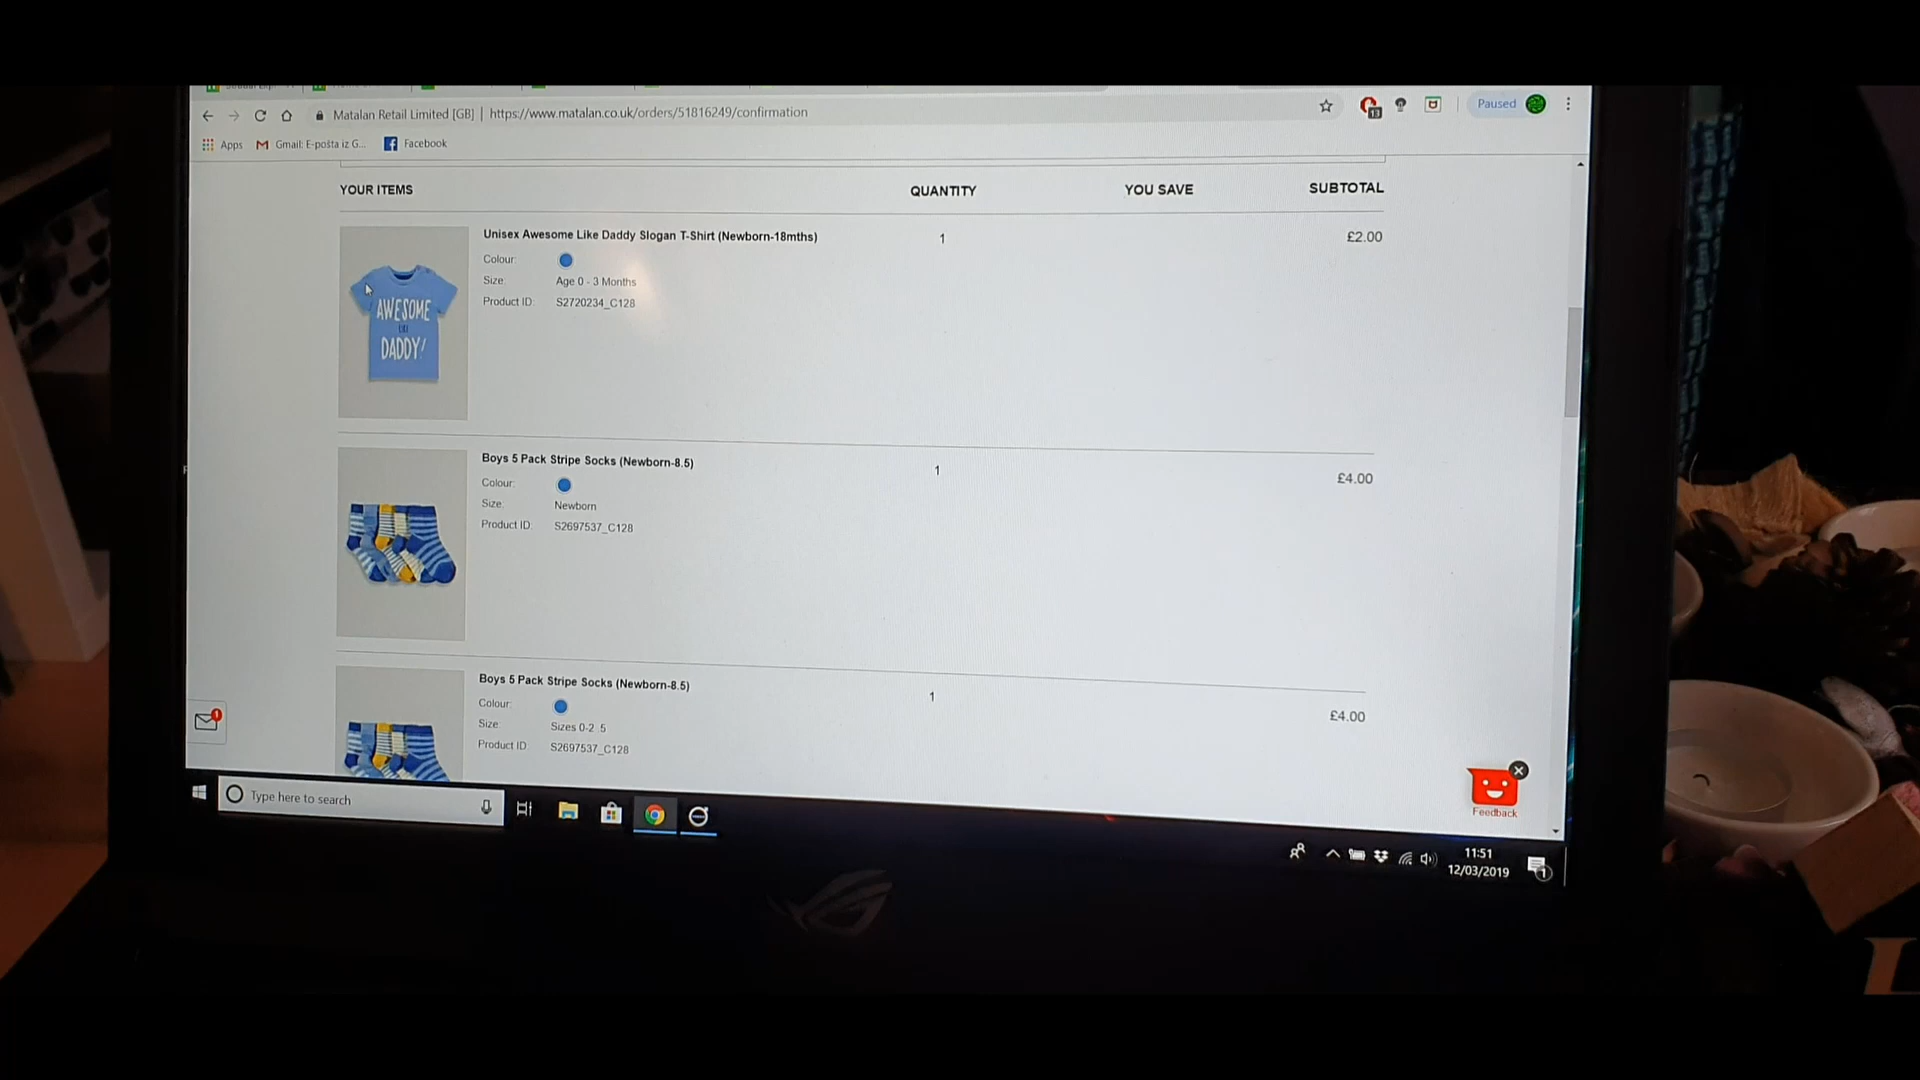 Matalan Retail Limited [GB] | https://www.matalan.co.uk/orders/51816249/confirmation
13
Paused
Apps
Gmail: E-pošta iz G...
Facebook
YOUR ITEMS QUANTITY YOU SAVE SUBTOTAL
Unisex Awesome Like Daddy Slogan T-Shirt (Newborn-18mths) 1 £2.00
Colour:
Size: Age 0 - 3 Months
Product ID: S2720234_C128
AWESOME
DADDY!
Boys 5 Pack Stripe Socks (Newborn-8.5) 1 £4.00
Colour:
Size: Newborn
Product ID: S2697537_C128
Boys 5 Pack Stripe Socks (Newborn-8.5) 1 £4.00
Colour:
Size: Sizes 0-2 5
Product ID: S2697537_C128
1
Feedback
Type here to search
11:51
12/03/2019
1